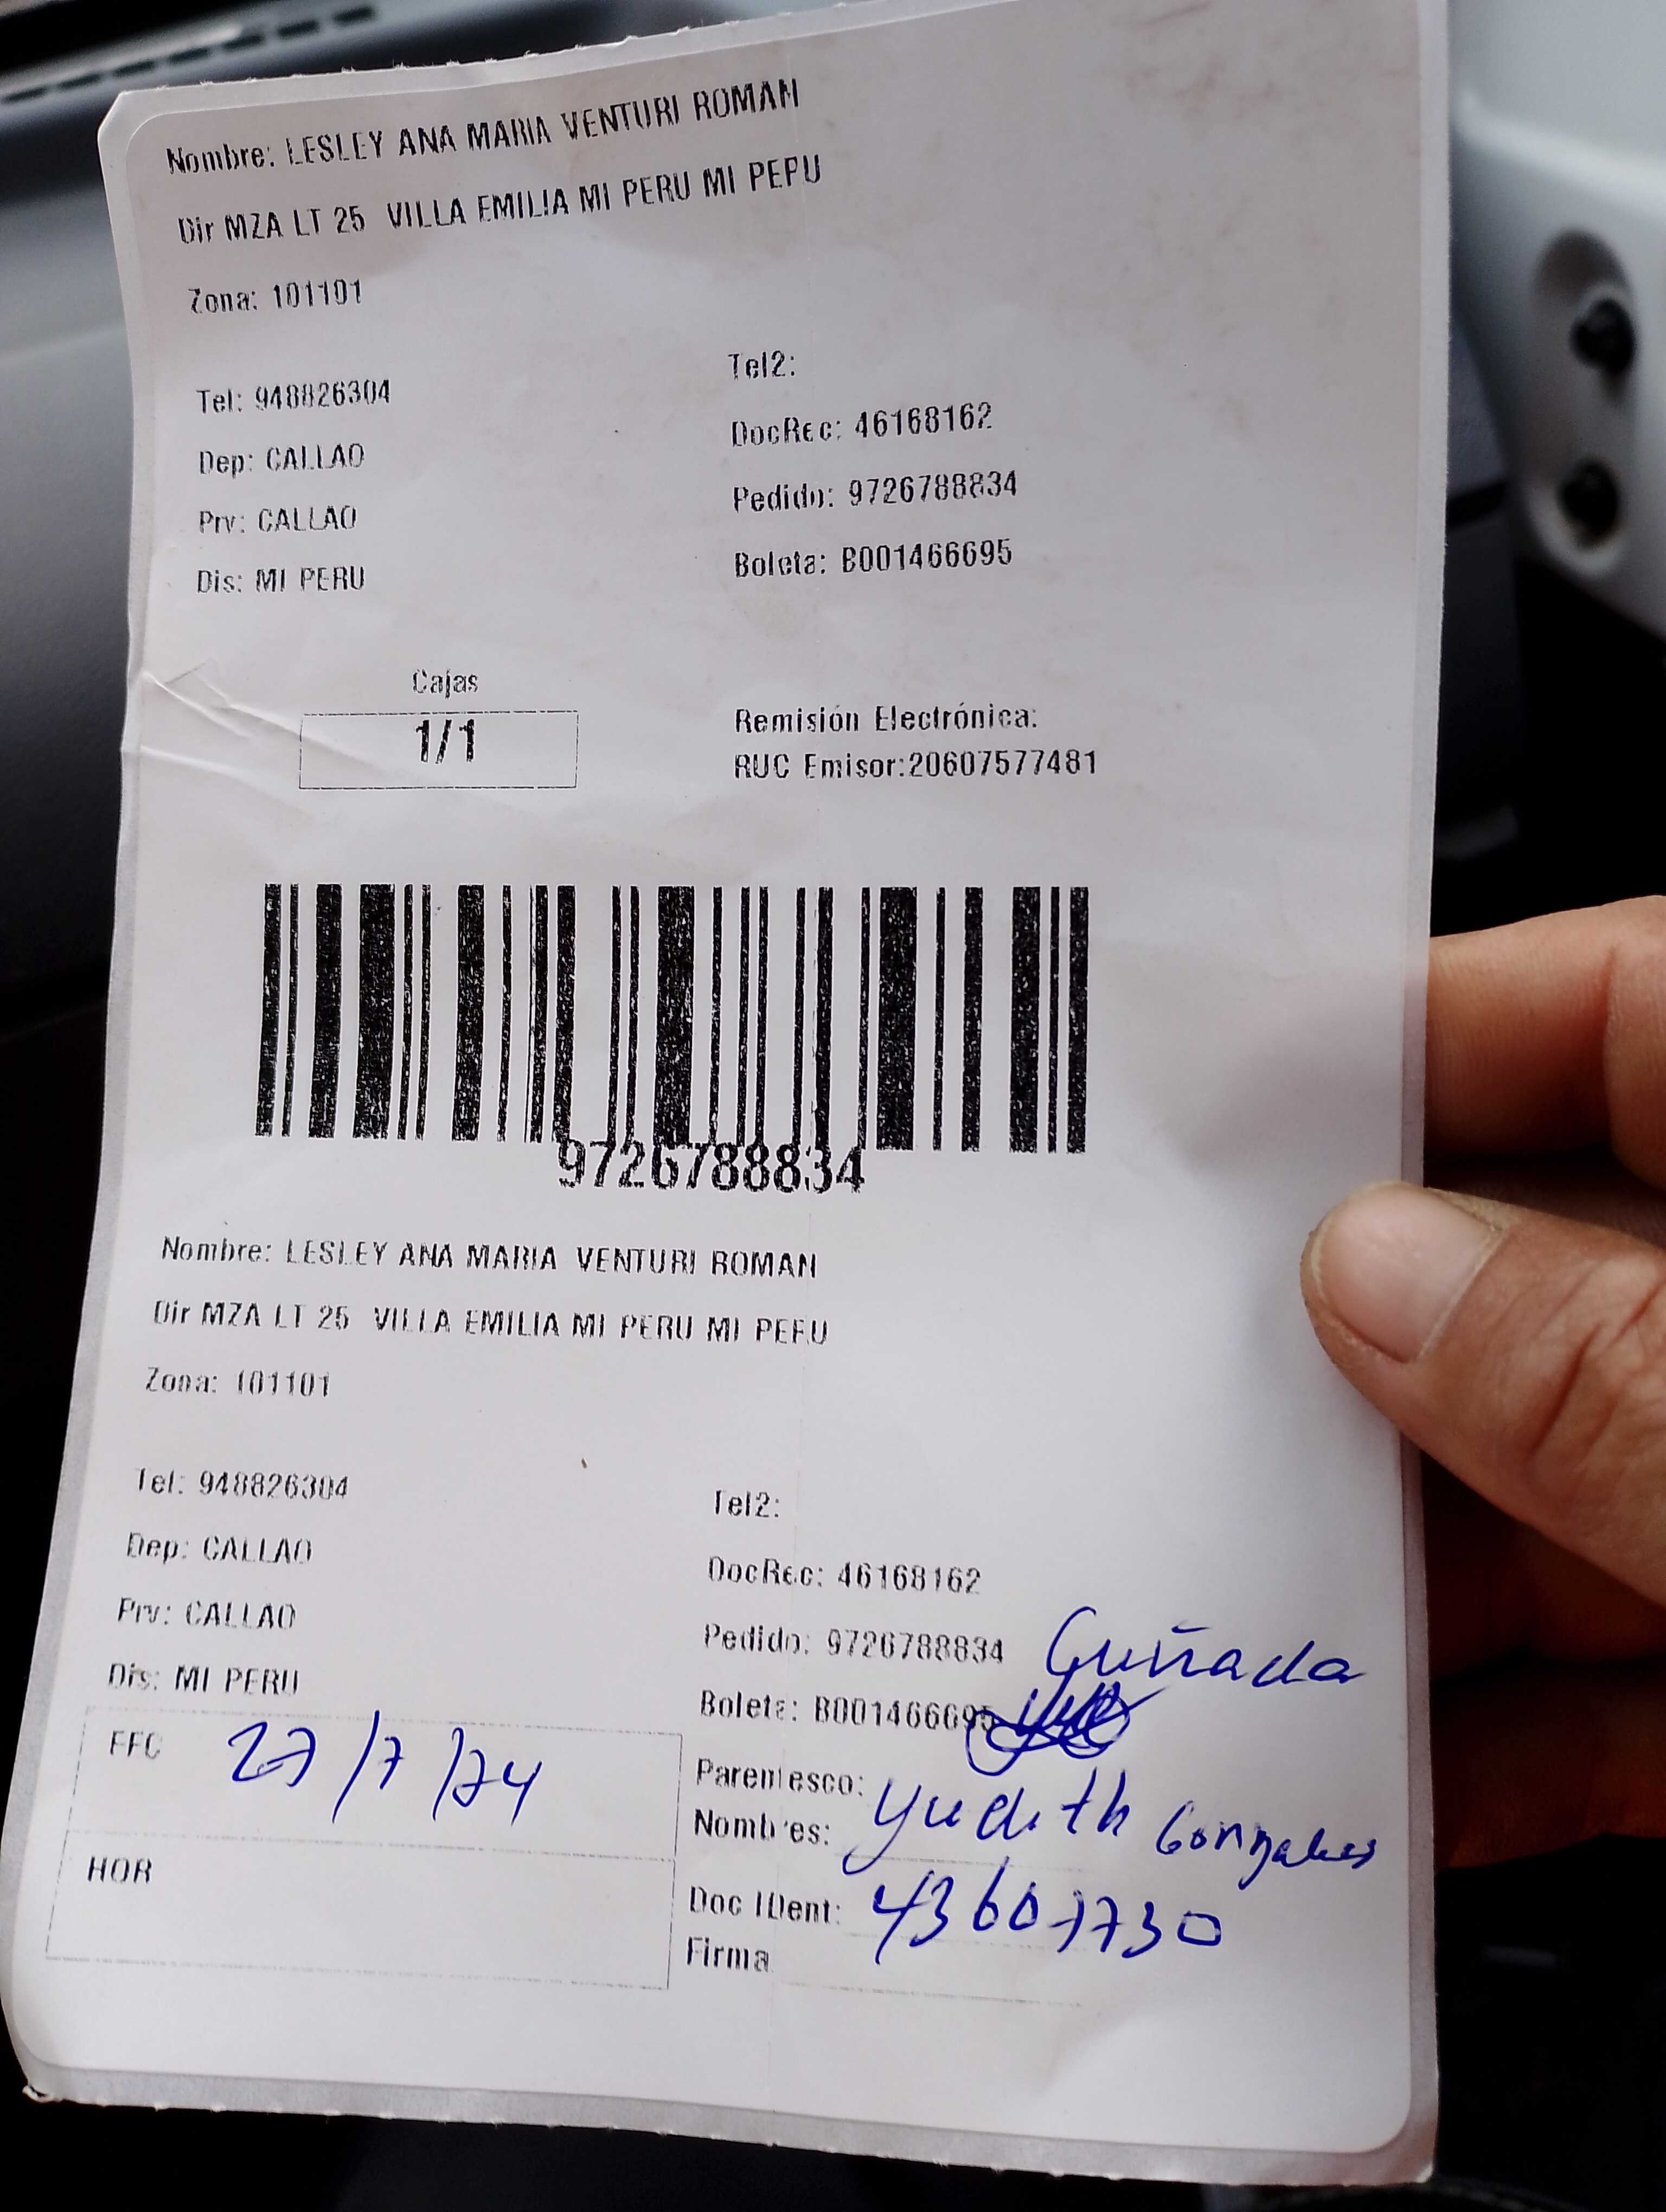 Nombre: LESLEY ANA MARIA VENTURI ROMAN
Dir MZA LT 25 VILLA EMILIA MI PERU MI PERU
Zona: 101101
Tel: 948826304
Dep: CALLAO
Prv: CALLAO
Dis: MI PERU
Tel2:
DocRec: 46168162
Pedido: 9726788834
Boleta: B001466695
Cajas
1/1
Remisión Electrónica:
RUC Emisor:20607577481
9726788834
Nombre: LESLEY ANA MARIA VENTURI ROMAN
Dir MZA LT 25 VILLA EMILIA MI PERU MI PERU
Zona: 101101
Tel: 948826304
Dep: CALLAO
Prv: CALLAO
Dis: MI PERU
Tel2:
DocRec: 46168162
Pedido: 9726788834
Boleta: B001466695
Cuñada
FEC 27/7/24
HOR
Parentesco:
Nombres: Yudith Gonzales
Doc IDent: 43607730
Firma